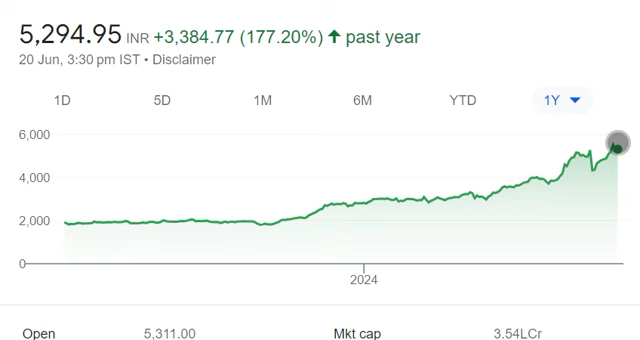 5,294.95 INR +3,384.77 (177.20%) ↑ past year
20 Jun, 3:30 pm IST • Disclaimer
1D 5D 1M 6M YTD 1Y
6,000
4,000
2,000
0
2024
Open 5,311.00 Mkt cap 3.54LCr